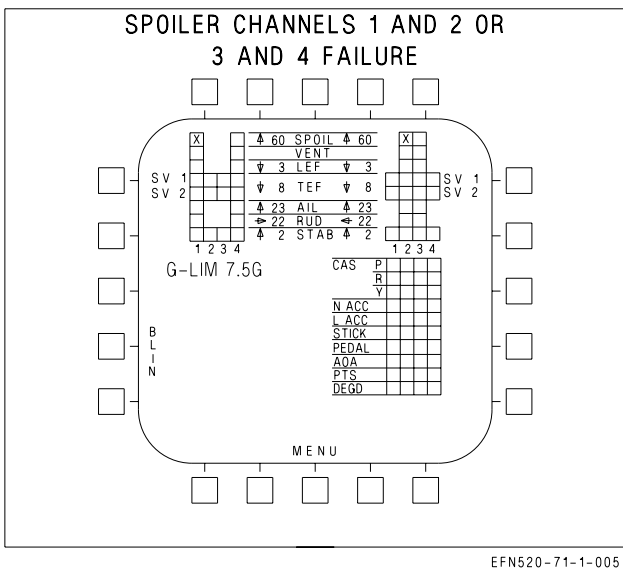 SPOILER CHANNELS 1 AND 2 OR
3 AND 4 FAILURE
X 60 SPOIL 60 X
VENT
3 LEF 3
SV 1 SV 1
8 TEF 8
SV 2 SV 2
23 AIL 23
22 RUD 22
2 STAB 2
1 2 3 4 1 2 3 4
G-LIM 7.5G CAS P
R
Y
N ACC
L ACC
STICK
PEDAL
AOA
PTS
DEGD
BLIN
MENU
EFN520-71-1-005